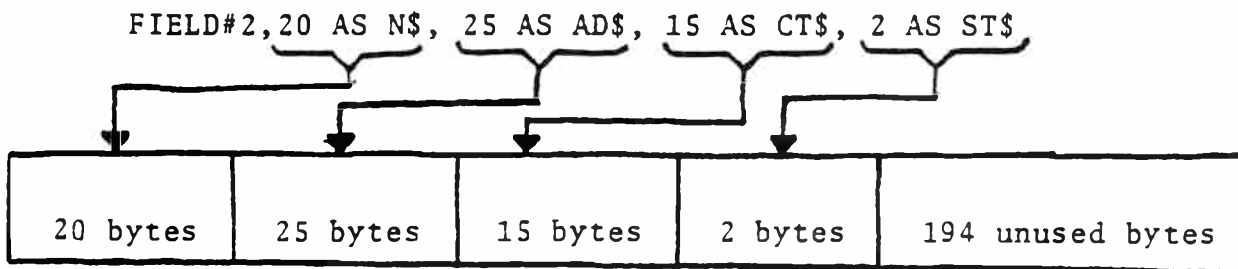 FIELD#2,20 AS N$, 25 AS AD$, 15 AS CT$, 2 AS ST$
20 bytes 25 bytes 15 bytes 2 bytes 194 unused bytes